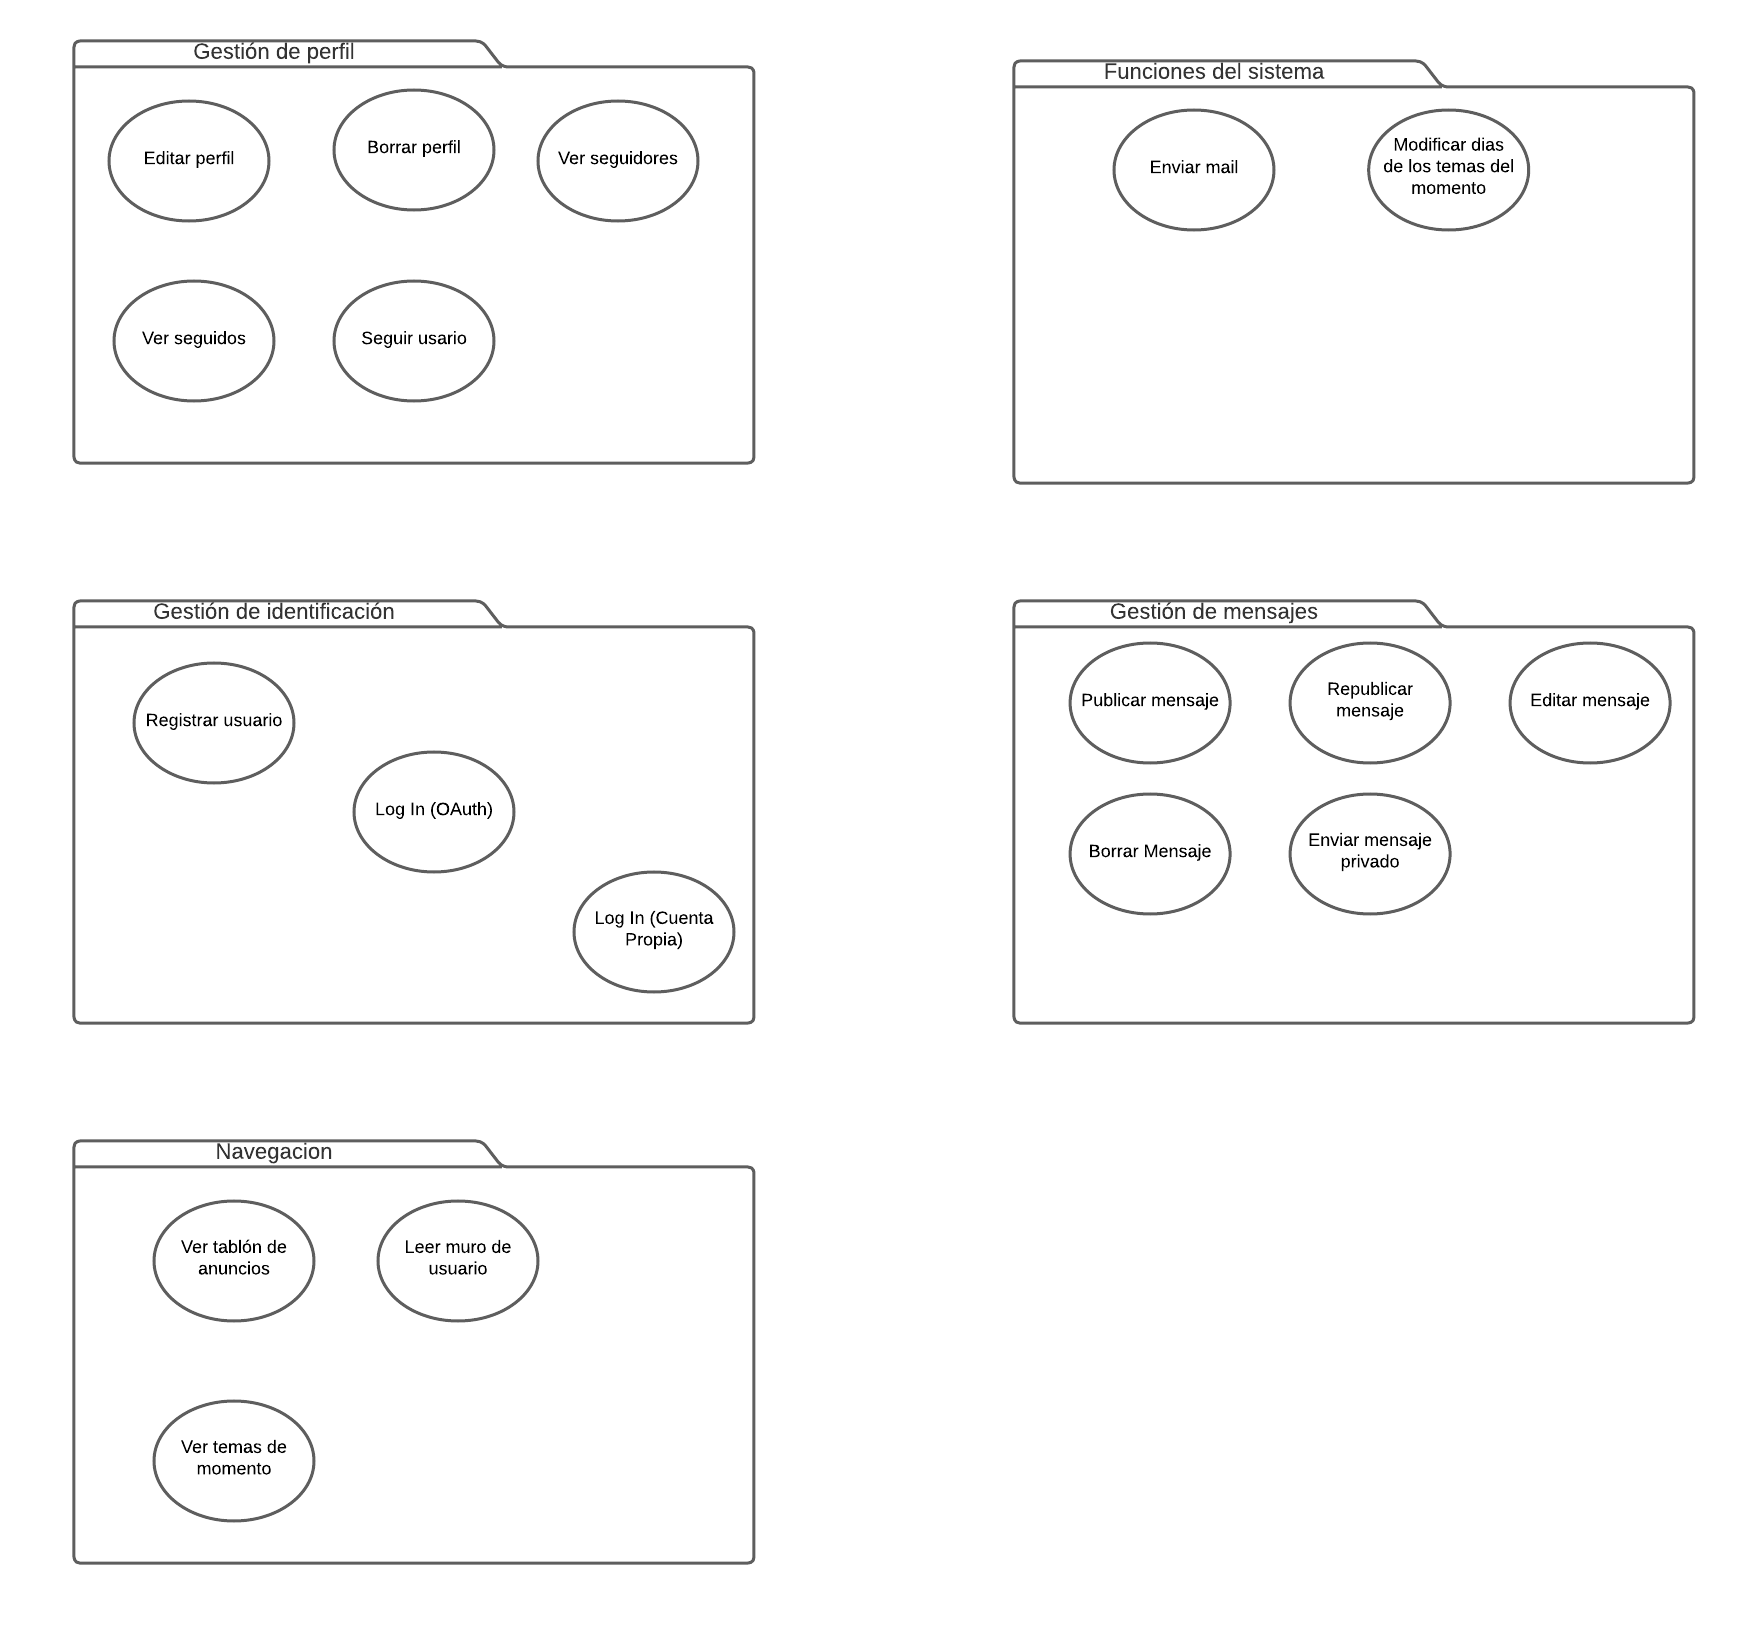 Gestión de perfil
Editar perfil
Borrar perfil
Ver seguidores
Ver seguidos
Seguir usario
Funciones del sistema
Enviar mail
Modificar dias
de los temas del
momento
Gestión de identificación
Registrar usuario
Log In (OAuth)
Log In (Cuenta
Propia)
Gestión de mensajes
Publicar mensaje
Republicar
mensaje
Editar mensaje
Borrar Mensaje
Enviar mensaje
privado
Navegacion
Ver tablón de
anuncios
Leer muro de
usuario
Ver temas de
momento